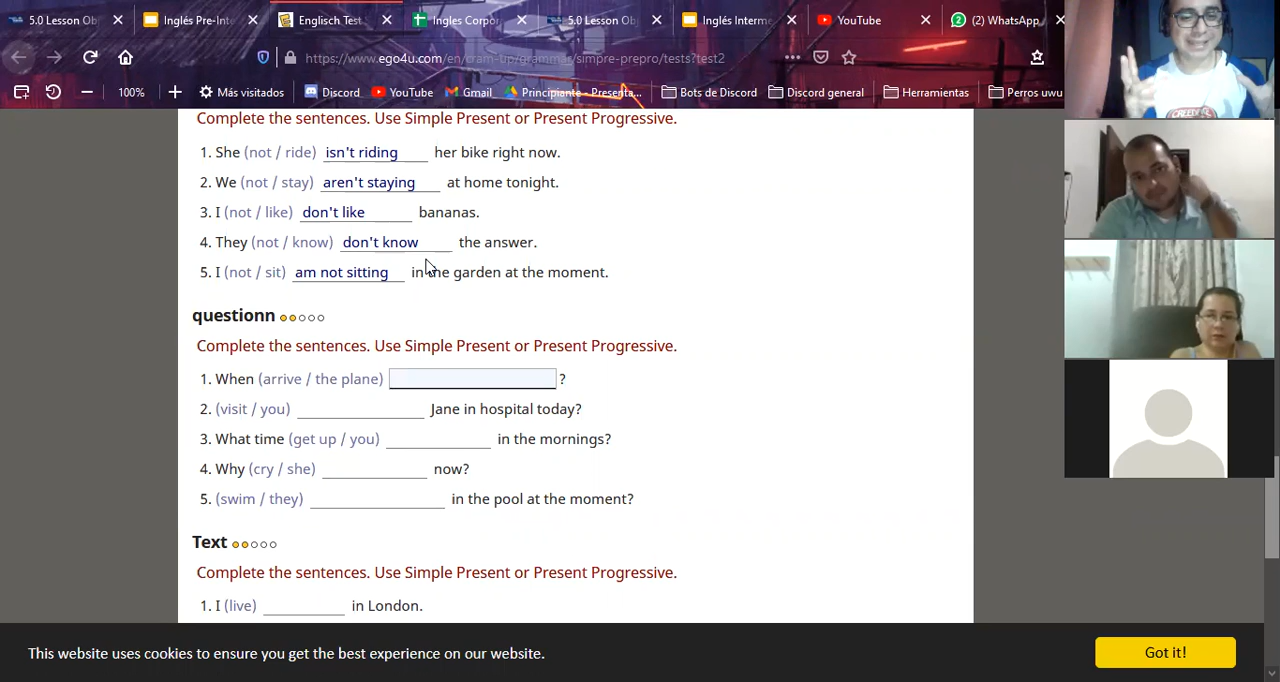 5.0 Lesson Ob
Inglés Pre-Int
Englisch Test
Ingles Corpo
5.0 Lesson Ob
Inglés Interme
YouTube
(2) WhatsApp
https://www.ego4u.com/en/cram-up/grammar/simpre-prepro/tests?test2
100%
Más visitados
Discord
YouTube
Gmail
Principiante - Presenta...
Bots de Discord
Discord general
Herramientas
Perros uwu
Complete the sentences. Use Simple Present or Present Progressive.
1. She (not / ride) isn't riding her bike right now.
2. We (not / stay) aren't staying at home tonight.
3. I (not / like) don't like bananas.
4. They (not / know) don't know the answer.
5. I (not / sit) am not sitting in the garden at the moment.
questionn
Complete the sentences. Use Simple Present or Present Progressive.
1. When (arrive / the plane) ?
2. (visit / you) Jane in hospital today?
3. What time (get up / you) in the mornings?
4. Why (cry / she) now?
5. (swim / they) in the pool at the moment?
Text
Complete the sentences. Use Simple Present or Present Progressive.
1. I (live) in London.
This website uses cookies to ensure you get the best experience on our website.
Got it!